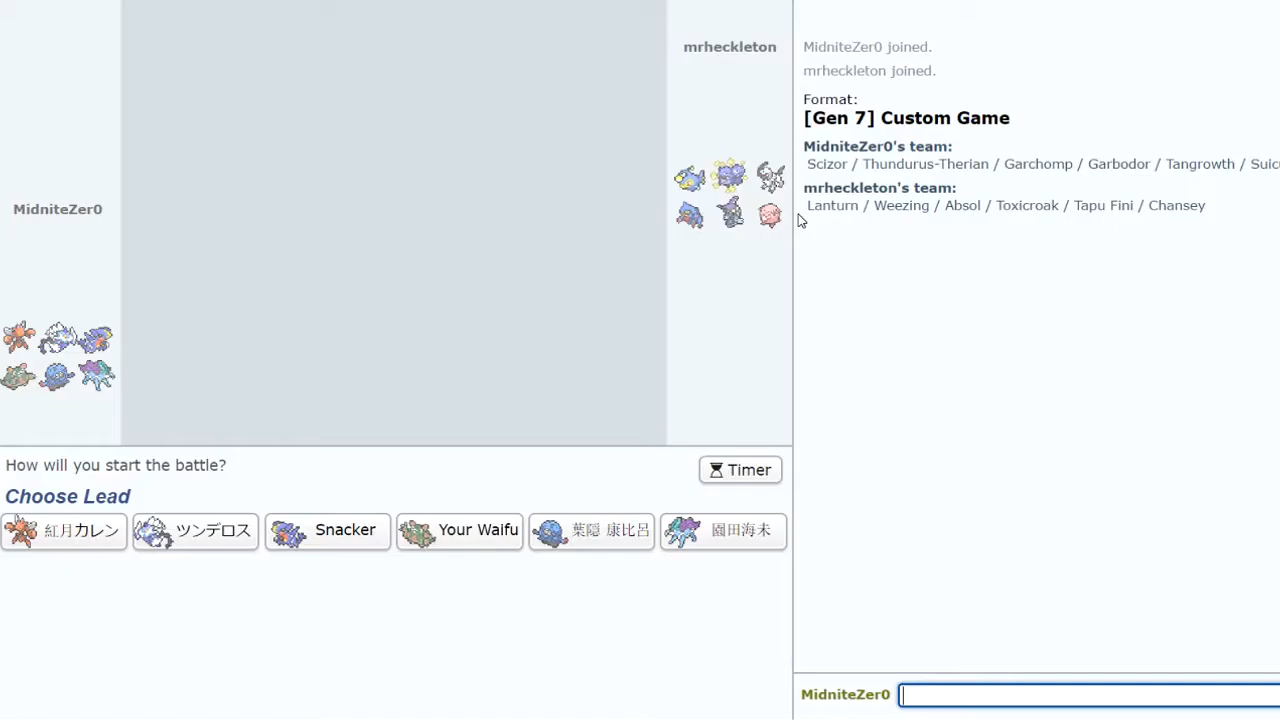 mrheckleton
MidniteZer0 joined.
mrheckleton joined.
Format:
[Gen 7] Custom Game
MidniteZer0's team:
Scizor / Thundurus-Therian / Garchomp / Garbodor / Tangrowth / Suic
mrheckleton's team:
Lanturn / Weezing / Absol / Toxicroak / Tapu Fini / Chansey
MidniteZer0
How will you start the battle?
Timer
Choose Lead
紅月カレン ツンデロス Snacker Your Waifu 葉隠 康比呂 園田海未
MidniteZer0